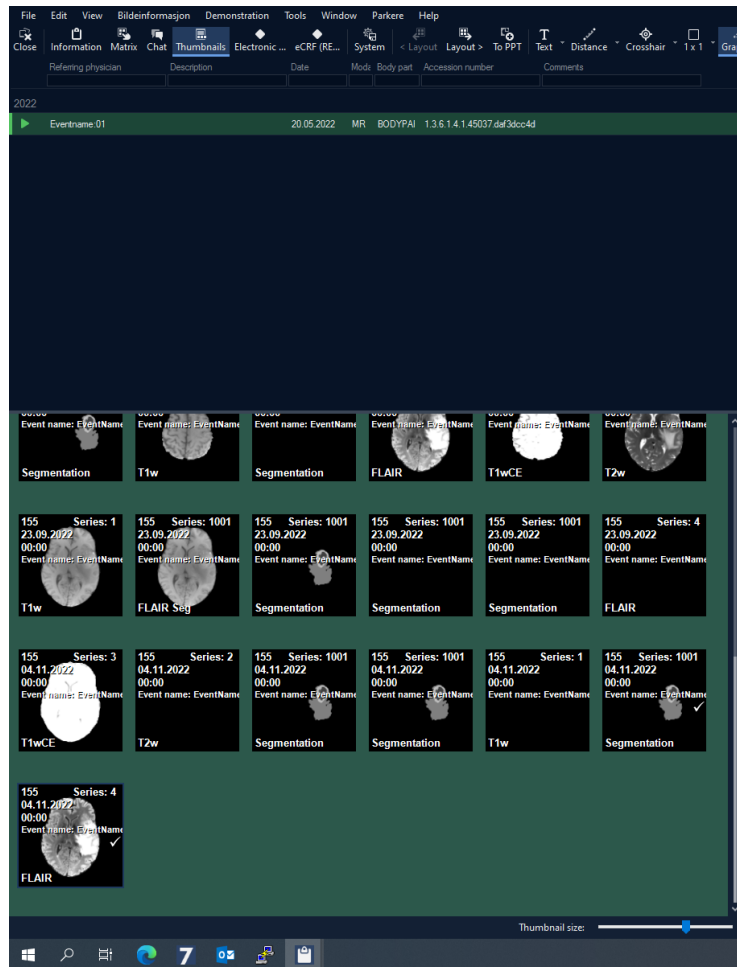 File Edit View Bildeinformasjon Demonstration Tools Window Parkere Help
Close Information Matrix Chat Thumbnails Electronic ... eCRF (RE... System < Layout Layout > To PPT Text Distance Crosshair 1 x 1
Referring physician Description Date Body part Accession number Comments
2022
Eventname:01 20.05.2022 MR BODYPAI 1.3.6.1.4.1.45037.daf3dcc4d
Event name: EventName Event name: EventName Event name: EventName Event name: EventName Event name: EventName Event name: EventName
Segmentation T1w Segmentation FLAIR T1wCE T2w
155 Series: 1 155 Series: 1001 155 Series: 1001 155 Series: 1001 155 Series: 1001 155 Series: 4
23.09.2022 23.09.2022 23.09.2022 23.09.2022 23.09.2022 23.09.2022
00:00 00:00 00:00 00:00 00:00 00:00
Event name: EventName Event name: EventName Event name: EventName Event name: EventName Event name: EventName Event name: EventName
T1w FLAIR Seg Segmentation Segmentation Segmentation FLAIR
155 Series: 3 155 Series: 2 155 Series: 1001 155 Series: 1001 155 Series: 1 155 Series: 1001
04.11.2022 04.11.2022 04.11.2022 04.11.2022 04.11.2022 04.11.2022
00:00 00:00 00:00 00:00 00:00 00:00
Event name: EventName Event name: EventName Event name: EventName Event name: EventName Event name: EventName Event name: EventName
T1wCE T2w Segmentation Segmentation T1w Segmentation
155 Series: 4
04.11.2022
00:00
Event name: EventName
FLAIR
Thumbnail size: